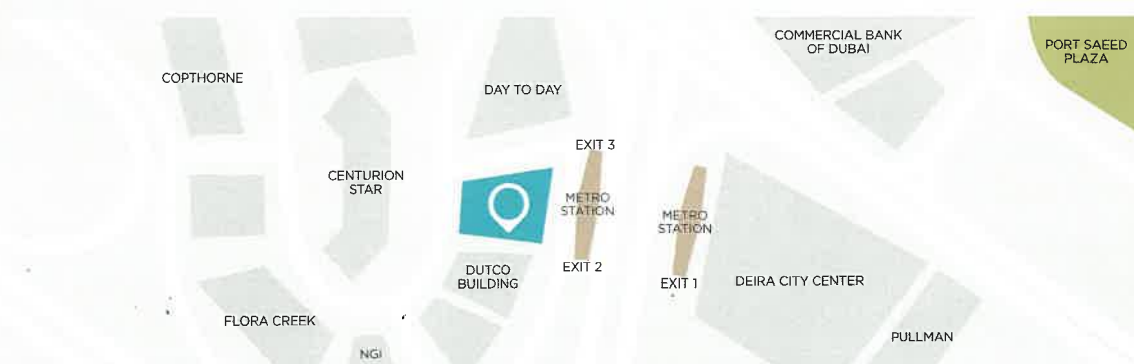 COMMERCIAL BANK
OF DUBAI
PORT SAEED
PLAZA
COPTHORNE
DAY TO DAY
EXIT 3
CENTURION
STAR
METRO
STATION
METRO
STATION
EXIT 2
DUTCO
BUILDING
EXIT 1
DEIRA CITY CENTER
FLORA CREEK
PULLMAN
NGI